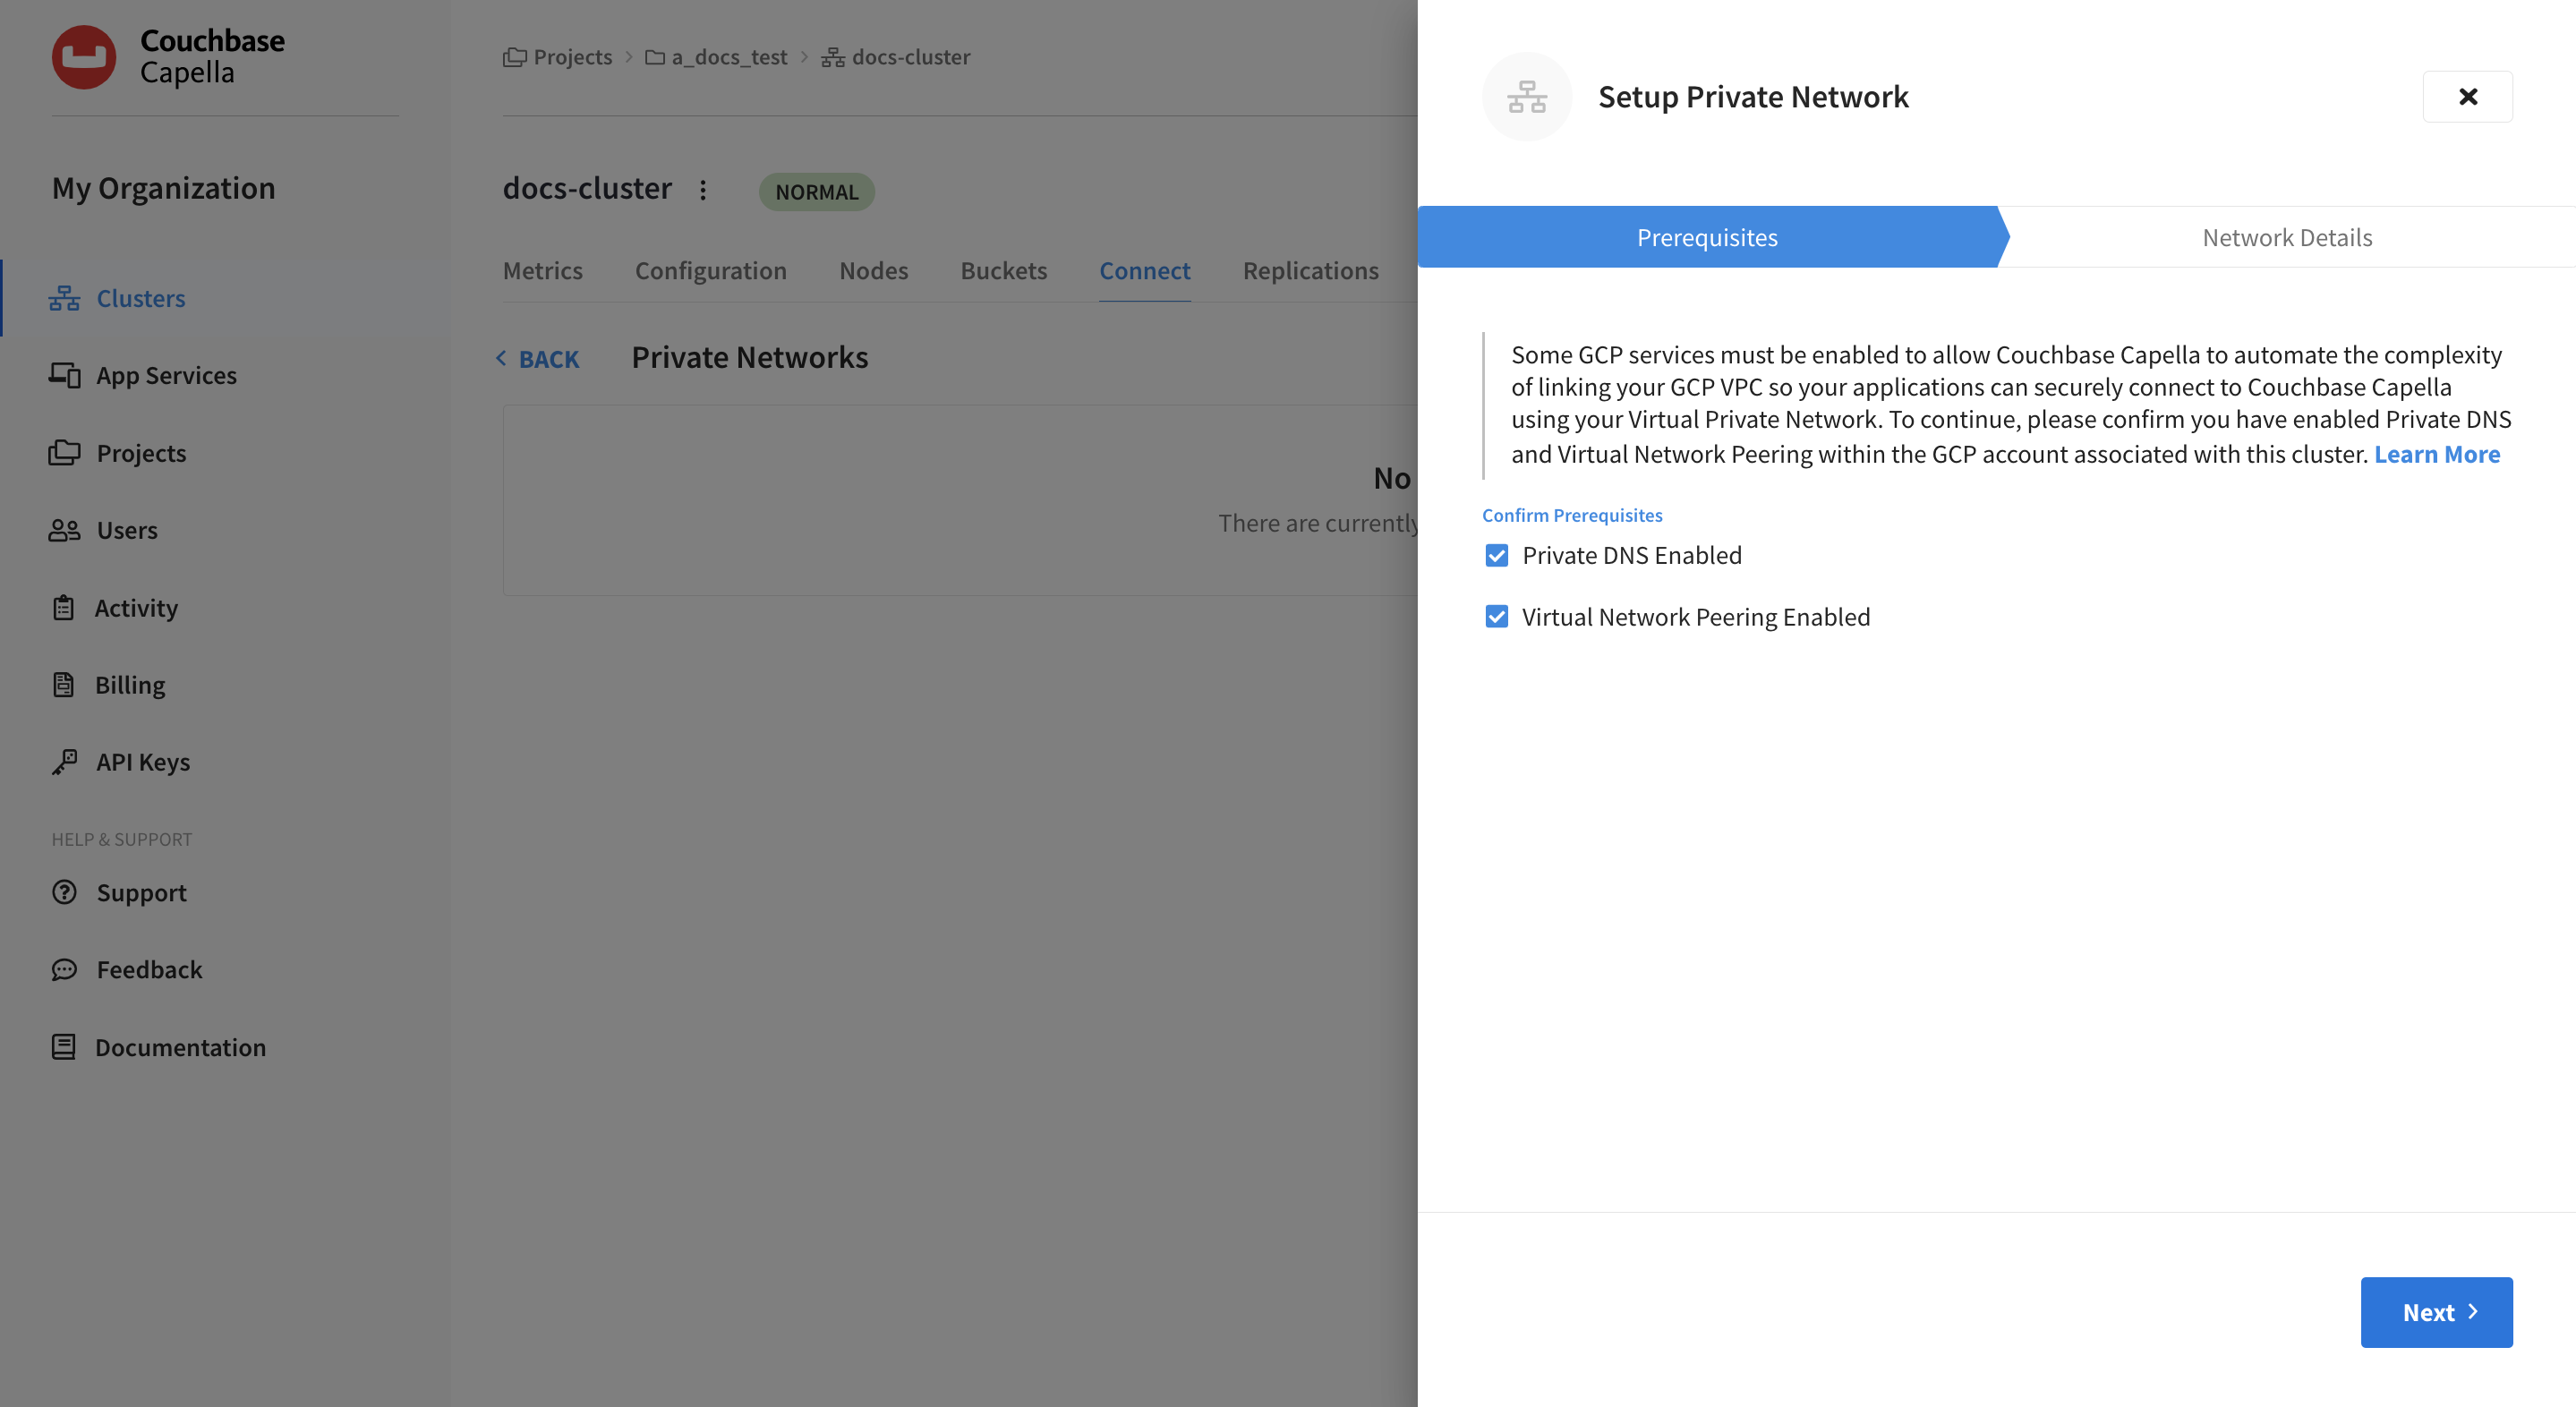 Couchbase
Capella
My Organization
Clusters
App Services
Projects
Users
Activity
Billing
API Keys
HELP & SUPPORT
Support
Feedback
Documentation
Projects > a_docs_test > docs-cluster
docs-cluster NORMAL
Metrics Configuration Nodes Buckets Connect Replications
BACK Private Networks
No
There are currently
Setup Private Network
Prerequisites Network Details
Some GCP services must be enabled to allow Couchbase Capella to automate the complexity
of linking your GCP VPC so your applications can securely connect to Couchbase Capella
using your Virtual Private Network. To continue, please confirm you have enabled Private DNS
and Virtual Network Peering within the GCP account associated with this cluster. Learn More
Confirm Prerequisites
Private DNS Enabled
Virtual Network Peering Enabled
Next